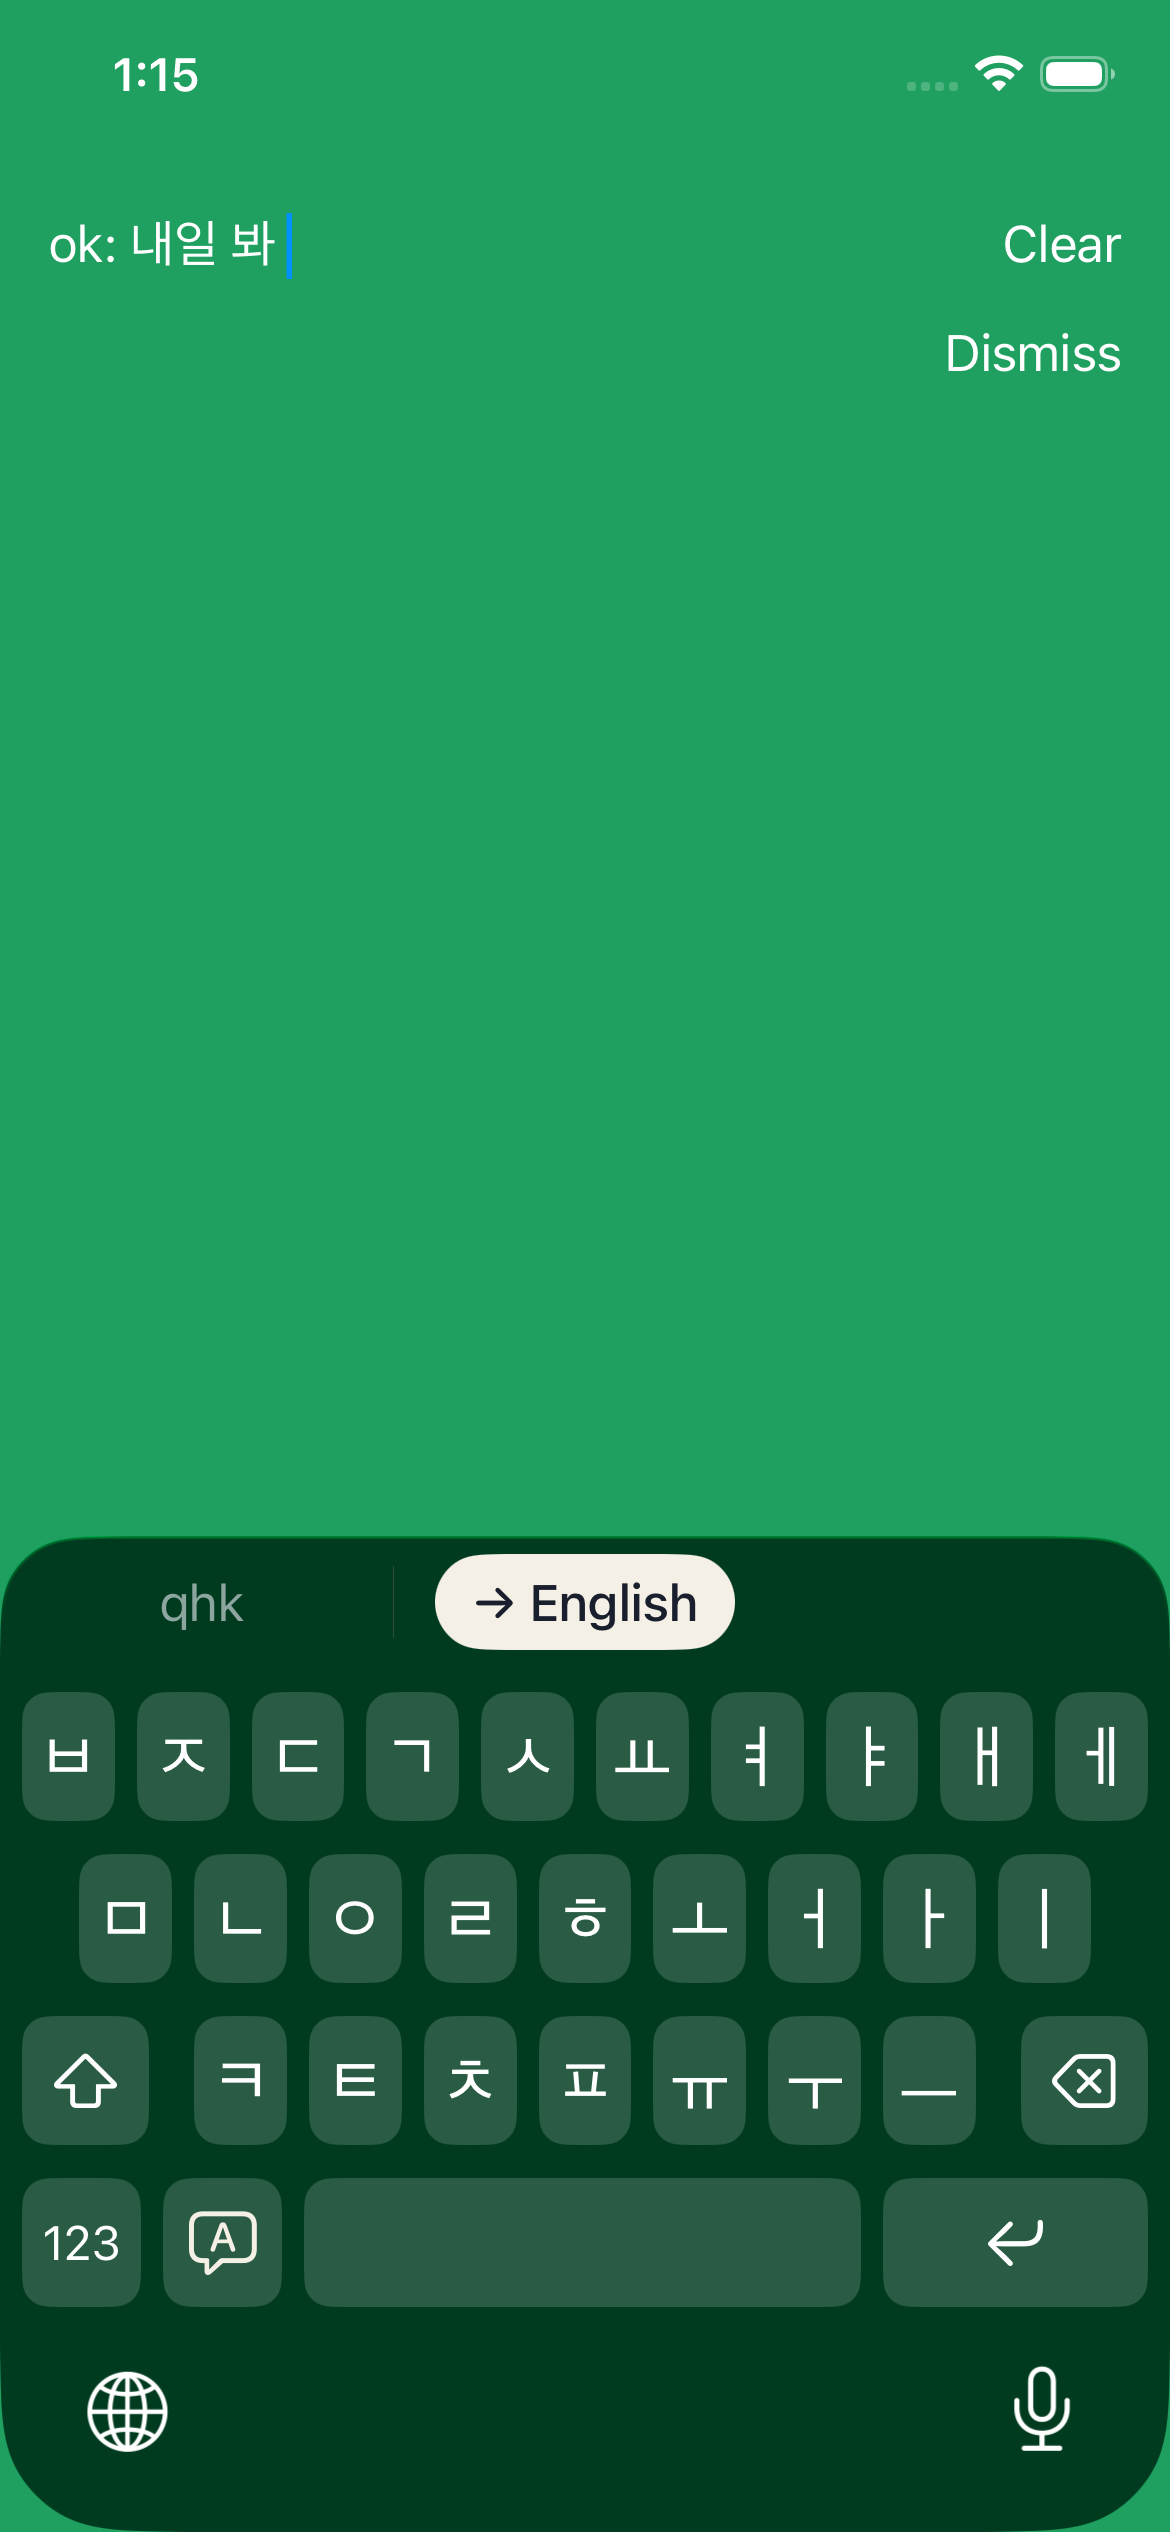 1:15
ok: 내일 봐
Clear
Dismiss
qhk
→ English
ㅂ ㅈ ㄷ ㄱ ㅅ ㅛ ㅕ ㅑ ㅐ ㅔ
ㅁ ㄴ ㅇ ㄹ ㅎ ㅗ ㅓ ㅏ ㅣ
ㅋ ㅌ ㅊ ㅍ ㅠ ㅜ ㅡ
123 A